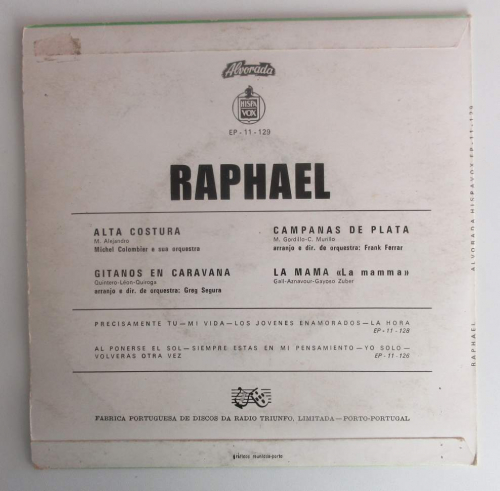 Alvorada
HISPA
VOX
EP - 11 - 129
RAPHAEL
ALTA COSTURA
M. Alejandro
Michel Colombier e sua orquestra
GITANOS EN CARAVANA
Quintero-Léon-Quiroga
arranjo e dir. de orquestra: Greg Segura
CAMPANAS DE PLATA
M. Gordillo-C. Murillo
arranjo e dir. de orquestra: Frank Ferrar
LA MAMA «La mamma»
Gall-Aznavour-Gayoso Zuber
PRECISAMENTE TU—MI VIDA—LOS JOVENES ENAMORADOS—LA HORA
EP - 11 - 128
AL PONERSE EL SOL—SIEMPRE ESTAS EN MI PENSAMIENTO—YO SOLO—
VOLVERAS OTRA VEZ
EP - 11 - 126
FABRICA PORTUGUESA DE DISCOS DA RADIO TRIUNFO, LIMITADA—PORTO-PORTUGAL
RAPHAEL
ALVORADA HISPAVOX EP-11-129